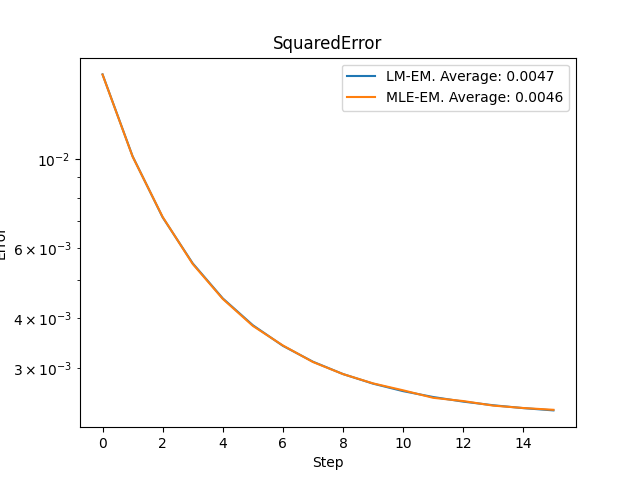 SquaredError
LM-EM. Average: 0.0047
MLE-EM. Average: 0.0046
Error
10⁻²
6 × 10⁻³
4 × 10⁻³
3 × 10⁻³
0 2 4 6 8 10 12 14
Step